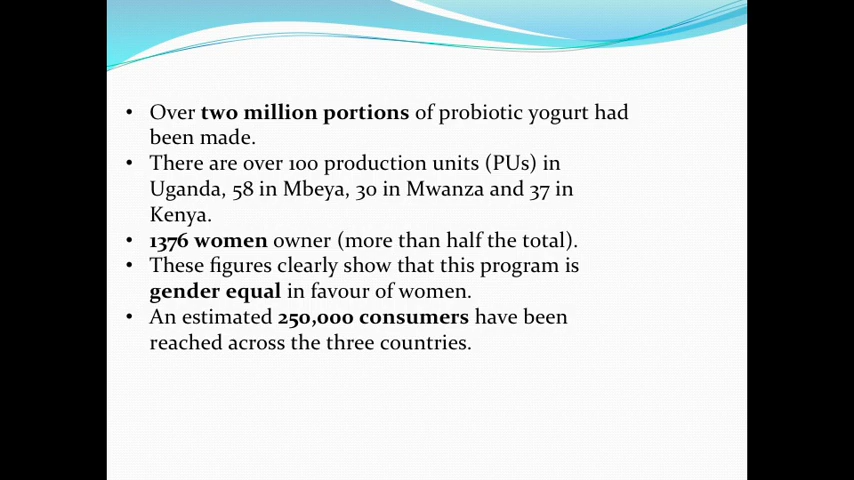 • Over two million portions of probiotic yogurt had
been made.
• There are over 100 production units (PUs) in
Uganda, 58 in Mbeya, 30 in Mwanza and 37 in
Kenya.
• 1376 women owner (more than half the total).
• These figures clearly show that this program is
gender equal in favour of women.
• An estimated 250,000 consumers have been
reached across the three countries.